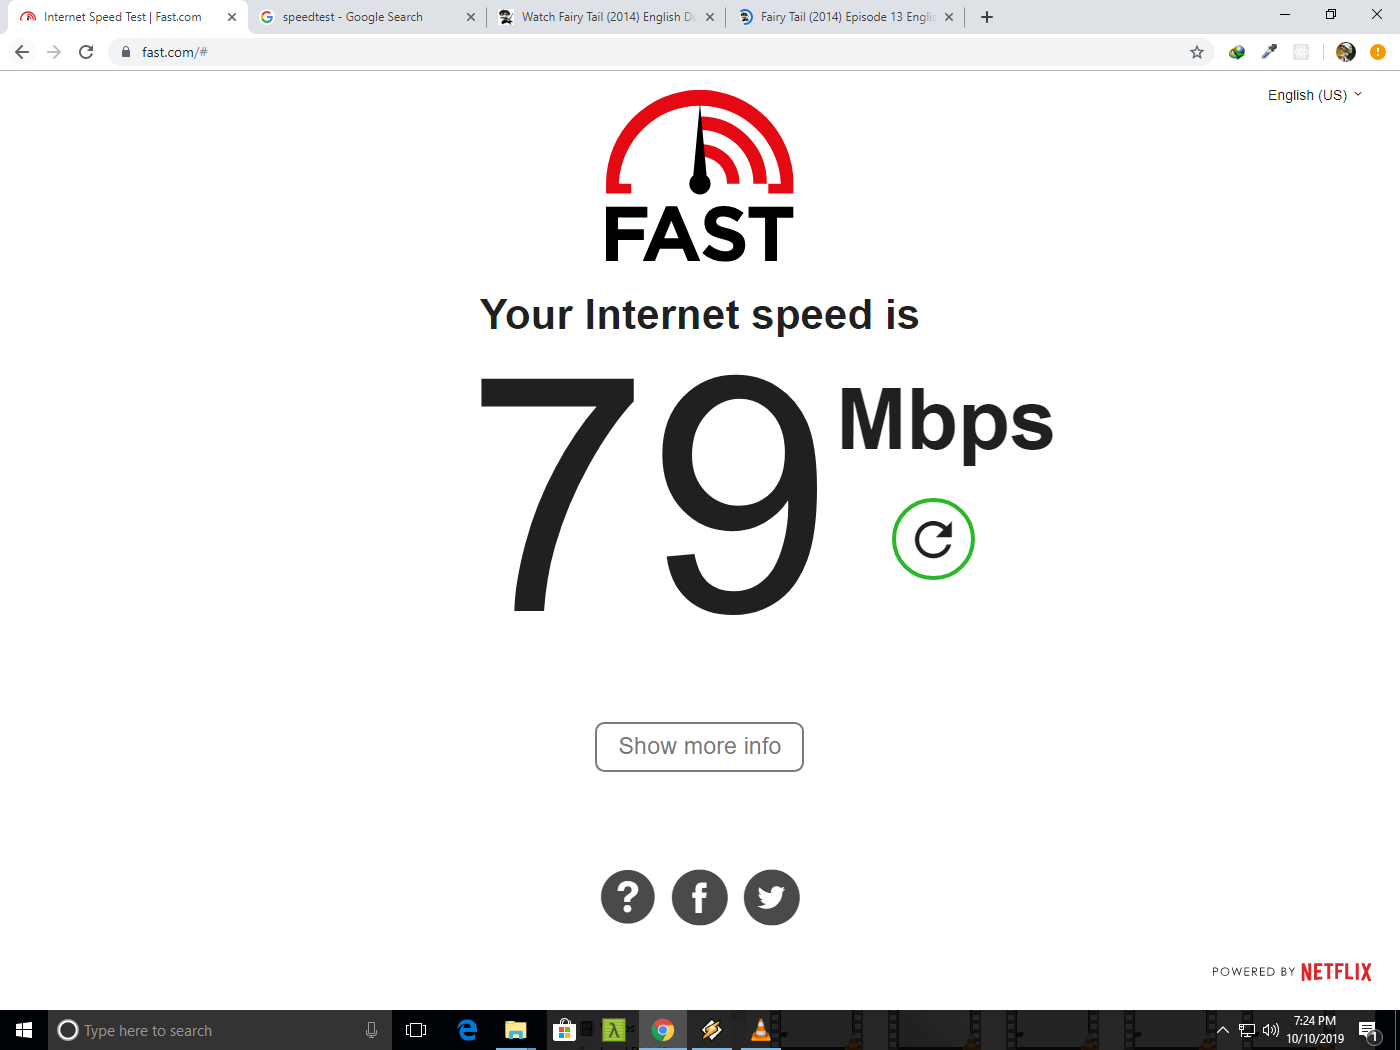 Internet Speed Test | Fast.com
speedtest - Google Search
Watch Fairy Tail (2014) English Du
Fairy Tail (2014) Episode 13 Englis
fast.com/#
English (US)
FAST
Your Internet speed is
79 Mbps
Show more info
?
f
POWERED BY NETFLIX
Type here to search
7:24 PM
10/10/2019
1